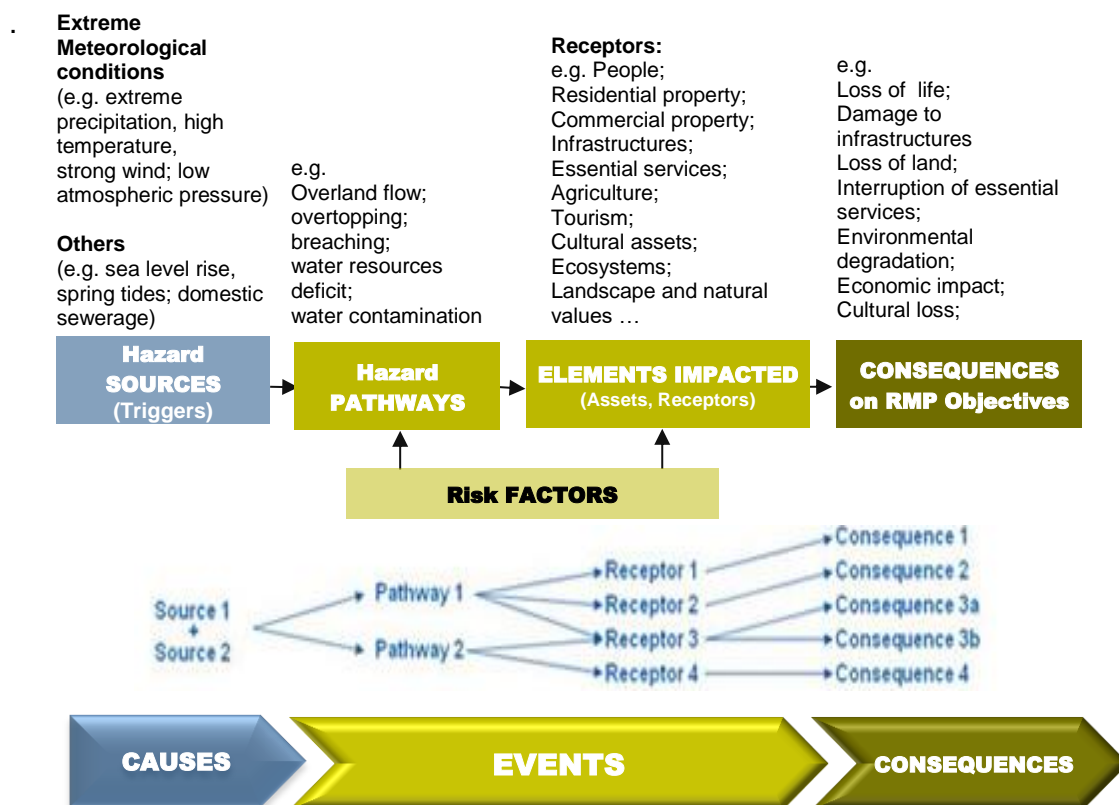 .
Extreme
Meteorological
conditions
(e.g. extreme
precipitation, high
temperature,
strong wind; low
atmospheric pressure)
Others
(e.g. sea level rise,
spring tides; domestic
sewerage)
e.g.
Overland flow;
overtopping;
breaching;
water resources
deficit;
water contamination
Receptors:
e.g. People;
Residential property;
Commercial property;
Infrastructures;
Essential services;
Agriculture;
Tourism;
Cultural assets;
Ecosystems;
Landscape and natural
values …
e.g.
Loss of life;
Damage to
infrastructures
Loss of land;
Interruption of essential
services;
Environmental
degradation;
Economic impact;
Cultural loss;
Hazard
SOURCES
(Triggers)
Hazard
PATHWAYS
ELEMENTS IMPACTED
(Assets, Receptors)
CONSEQUENCES
on RMP Objectives
Risk FACTORS
Source 1
+
Source 2
Pathway 1
Pathway 2
Receptor 1
Receptor 2
Receptor 3
Receptor 4
Consequence 1
Consequence 2
Consequence 3a
Consequence 3b
Consequence 4
CAUSES
EVENTS
CONSEQUENCES